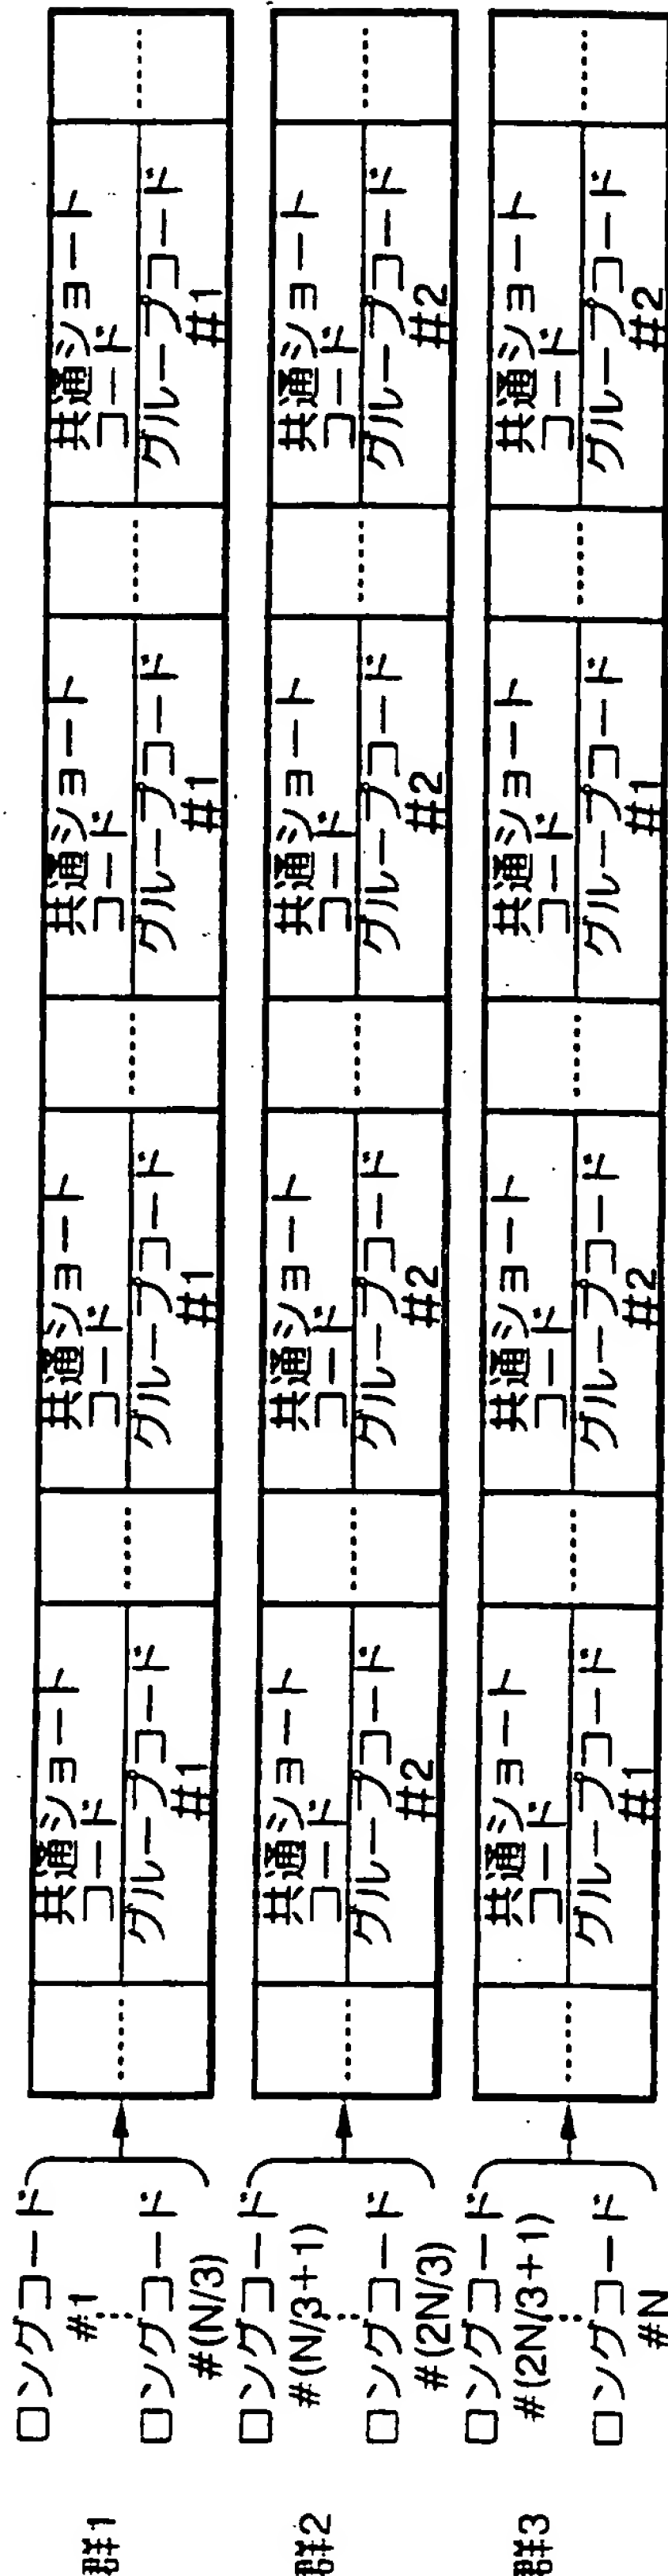 群1
ロングコード
#1
ロングコード
#(N/3)
共通ショート
コード
グループコード
#1
共通ショート
コード
グループコード
#1
共通ショート
コード
グループコード
#1
共通ショート
コード
グループコード
#1
群2
ロングコード
#(N/3+1)
ロングコード
#(2N/3)
共通ショート
コード
グループコード
#2
共通ショート
コード
グループコード
#2
共通ショート
コード
グループコード
#2
共通ショート
コード
グループコード
#2
群3
ロングコード
#(2N/3+1)
ロングコード
#N
共通ショート
コード
グループコード
#1
共通ショート
コード
グループコード
#2
共通ショート
コード
グループコード
#1
共通ショート
コード
グループコード
#2